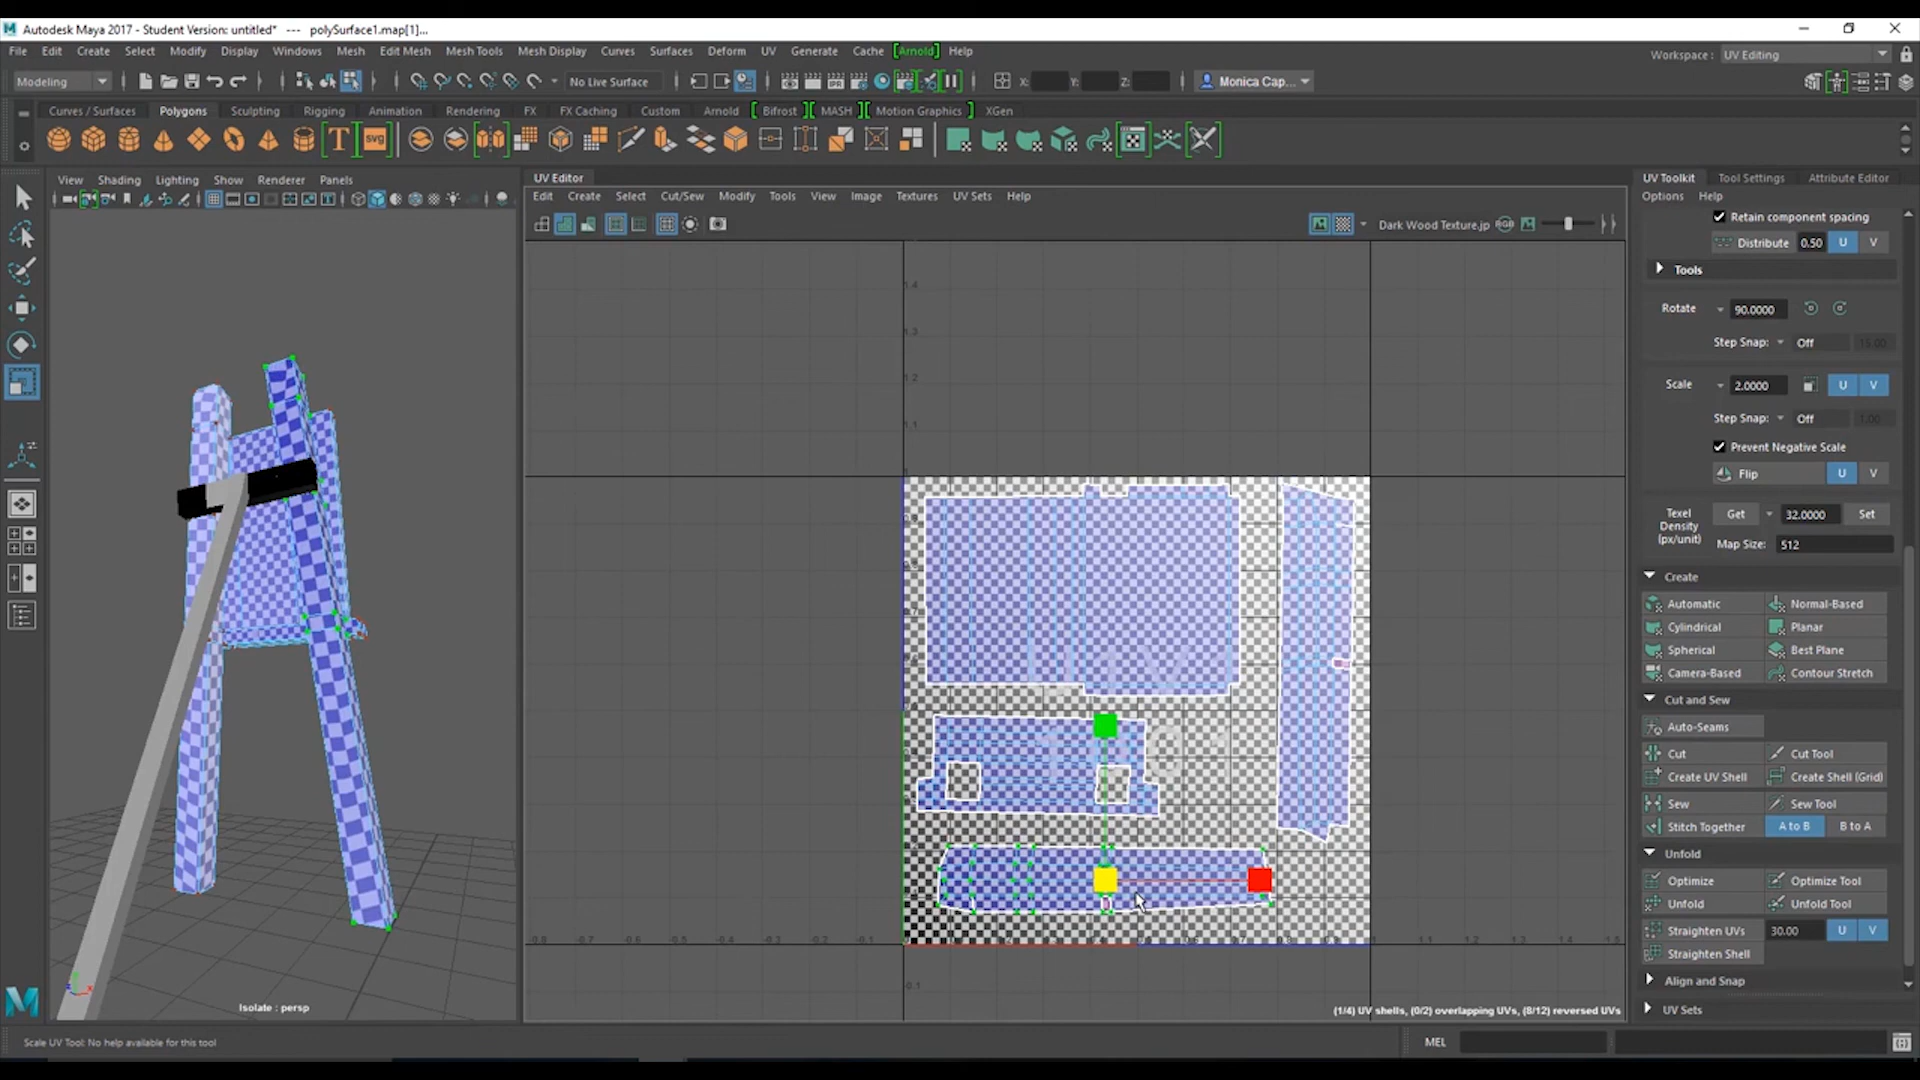 Autodesk Maya 2017 - Student Version: untitled*   ---   polySurface1.map[1]...
File Edit Create Select Modify Display Windows Mesh Edit Mesh Mesh Tools Mesh Display Curves Surfaces Deform UV Generate Cache [Arnold] Help
Workspace : UV Editing
Modeling
No Live Surface
X:
Y:
Z:
Monica Cap...
Curves / Surfaces Polygons Sculpting Rigging Animation Rendering FX FX Caching Custom Arnold Bifrost MASH Motion Graphics XGen
T
svg
View Shading Lighting Show Renderer Panels
UV Editor
UV Toolkit Tool Settings Attribute Editor
Edit Create Select Cut/Sew Modify Tools View Image Textures UV Sets Help
Options Help
Dark Wood Texture.jp
RGB
Retain component spacing
Distribute 0.50 U V
Tools
Rotate 90.0000
Step Snap: Off 15.00
Scale 2.0000 U V
Step Snap: Off 1.00
Prevent Negative Scale
Flip U V
Texel Density (px/unit)
Get 32.0000 Set
Map Size: 512
Create
Automatic Normal-Based
Cylindrical Planar
Spherical Best Plane
Camera-Based Contour Stretch
Cut and Sew
Auto-Seams
Cut Cut Tool
Create UV Shell Create Shell (Grid)
Sew Sew Tool
Stitch Together A to B B to A
Unfold
Optimize Optimize Tool
Unfold Unfold Tool
Straighten UVs 30.00 U V
Straighten Shell
Align and Snap
UV Sets
Isolate : persp
(1/4) UV shells, (0/2) overlapping UVs, (8/12) reversed UVs
Scale UV Tool: No help available for this tool
MEL